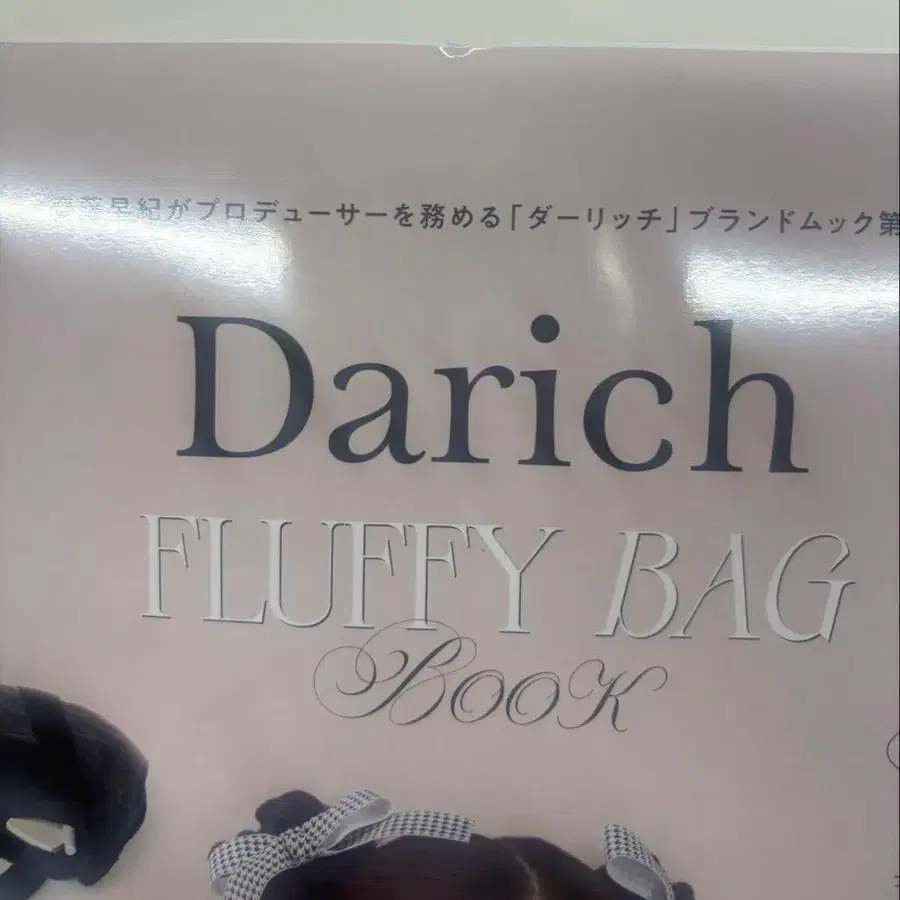 早紀がプロデューサーを務める「ダーリッチ」ブランドムック第
Darich
FLUFFY BAG
BOOK